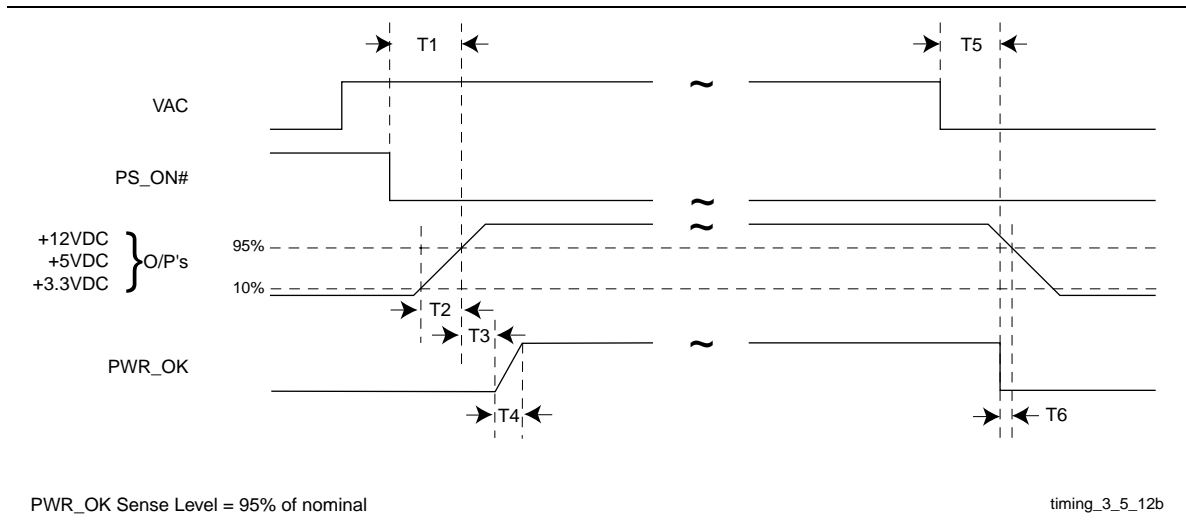 T1
T5
VAC
~
PS_ON#
~
~
+12VDC
+5VDC
+3.3VDC
} O/P's
95%
10%
T2
T3
PWR_OK
~
T4
T6
PWR_OK Sense Level = 95% of nominal
timing_3_5_12b